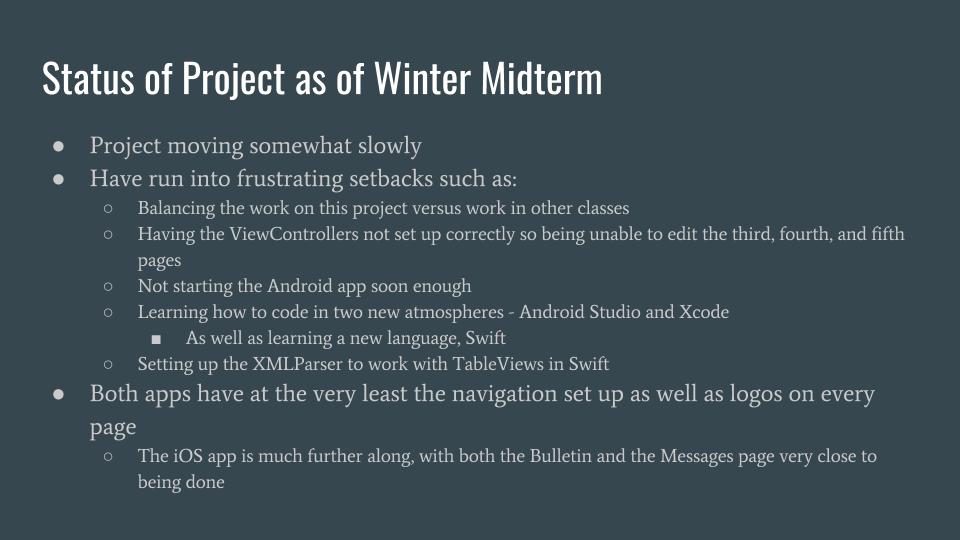 Status of Project as of Winter Midterm
● Project moving somewhat slowly
● Have run into frustrating setbacks such as:
○ Balancing the work on this project versus work in other classes
○ Having the ViewControllers not set up correctly so being unable to edit the third, fourth, and fifth
pages
○ Not starting the Android app soon enough
○ Learning how to code in two new atmospheres - Android Studio and Xcode
■ As well as learning a new language, Swift
○ Setting up the XMLParser to work with TableViews in Swift
● Both apps have at the very least the navigation set up as well as logos on every
page
○ The iOS app is much further along, with both the Bulletin and the Messages page very close to
being done